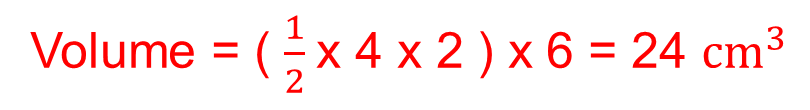 Volume = ( 1/2 x 4 x 2 ) x 6 = 24 cm³